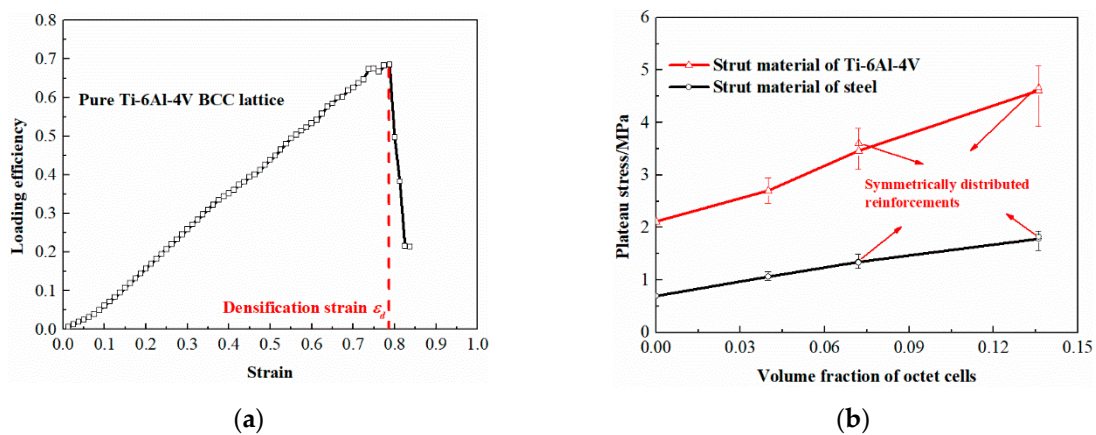 0.8
0.7
0.6
0.5
0.4
0.3
0.2
0.1
0.0
Loading efficiency
Pure Ti-6Al-4V BCC lattice
Densification strain εd
0.0 0.1 0.2 0.3 0.4 0.5 0.6 0.7 0.8 0.9 1.0
Strain
(a)
6
5
4
3
2
1
0
Plateau stress/MPa
Strut material of Ti-6Al-4V
Strut material of steel
Symmetrically distributed
reinforcements
0.00 0.03 0.06 0.09 0.12 0.15
Volume fraction of octet cells
(b)